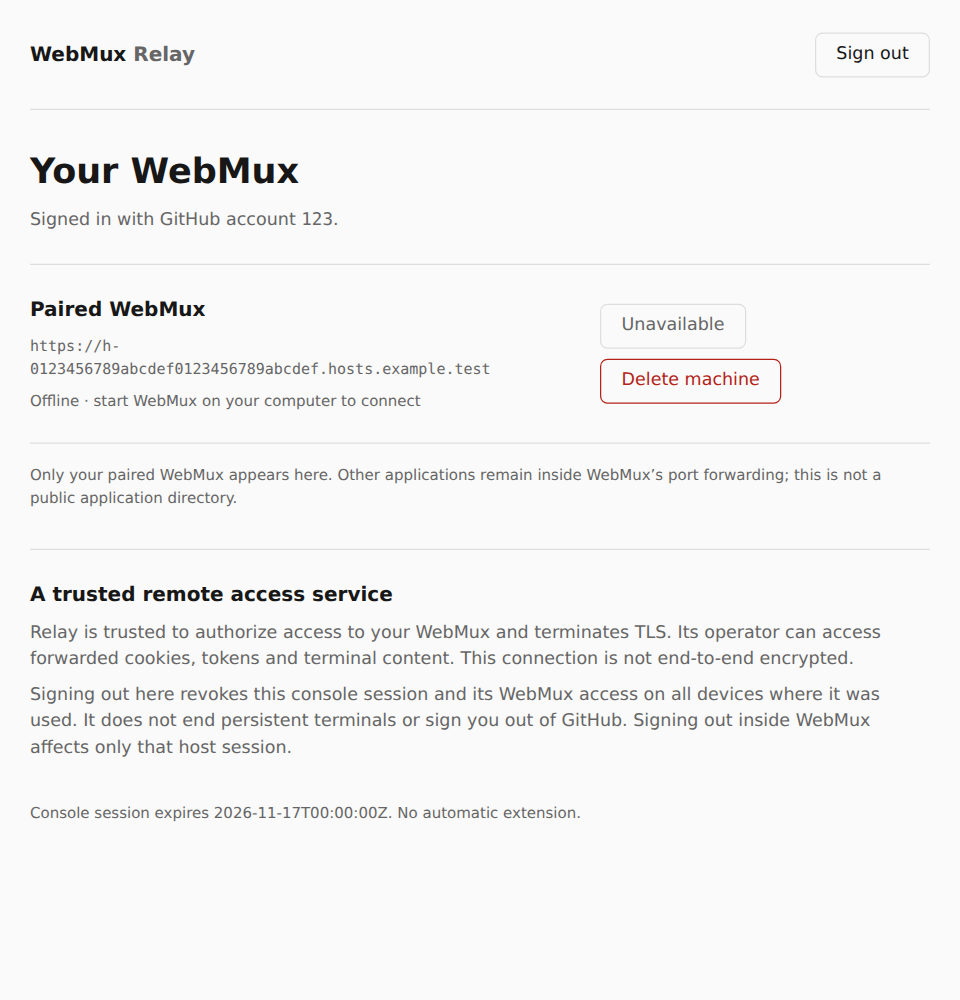 WebMux Relay
Sign out
Your WebMux
Signed in with GitHub account 123.
Paired WebMux
https://h-
0123456789abcdef0123456789abcdef.hosts.example.test
Offline · start WebMux on your computer to connect
Unavailable
Delete machine
Only your paired WebMux appears here. Other applications remain inside WebMux’s port forwarding; this is not a
public application directory.
A trusted remote access service
Relay is trusted to authorize access to your WebMux and terminates TLS. Its operator can access
forwarded cookies, tokens and terminal content. This connection is not end-to-end encrypted.
Signing out here revokes this console session and its WebMux access on all devices where it was
used. It does not end persistent terminals or sign you out of GitHub. Signing out inside WebMux
affects only that host session.
Console session expires 2026-11-17T00:00:00Z. No automatic extension.